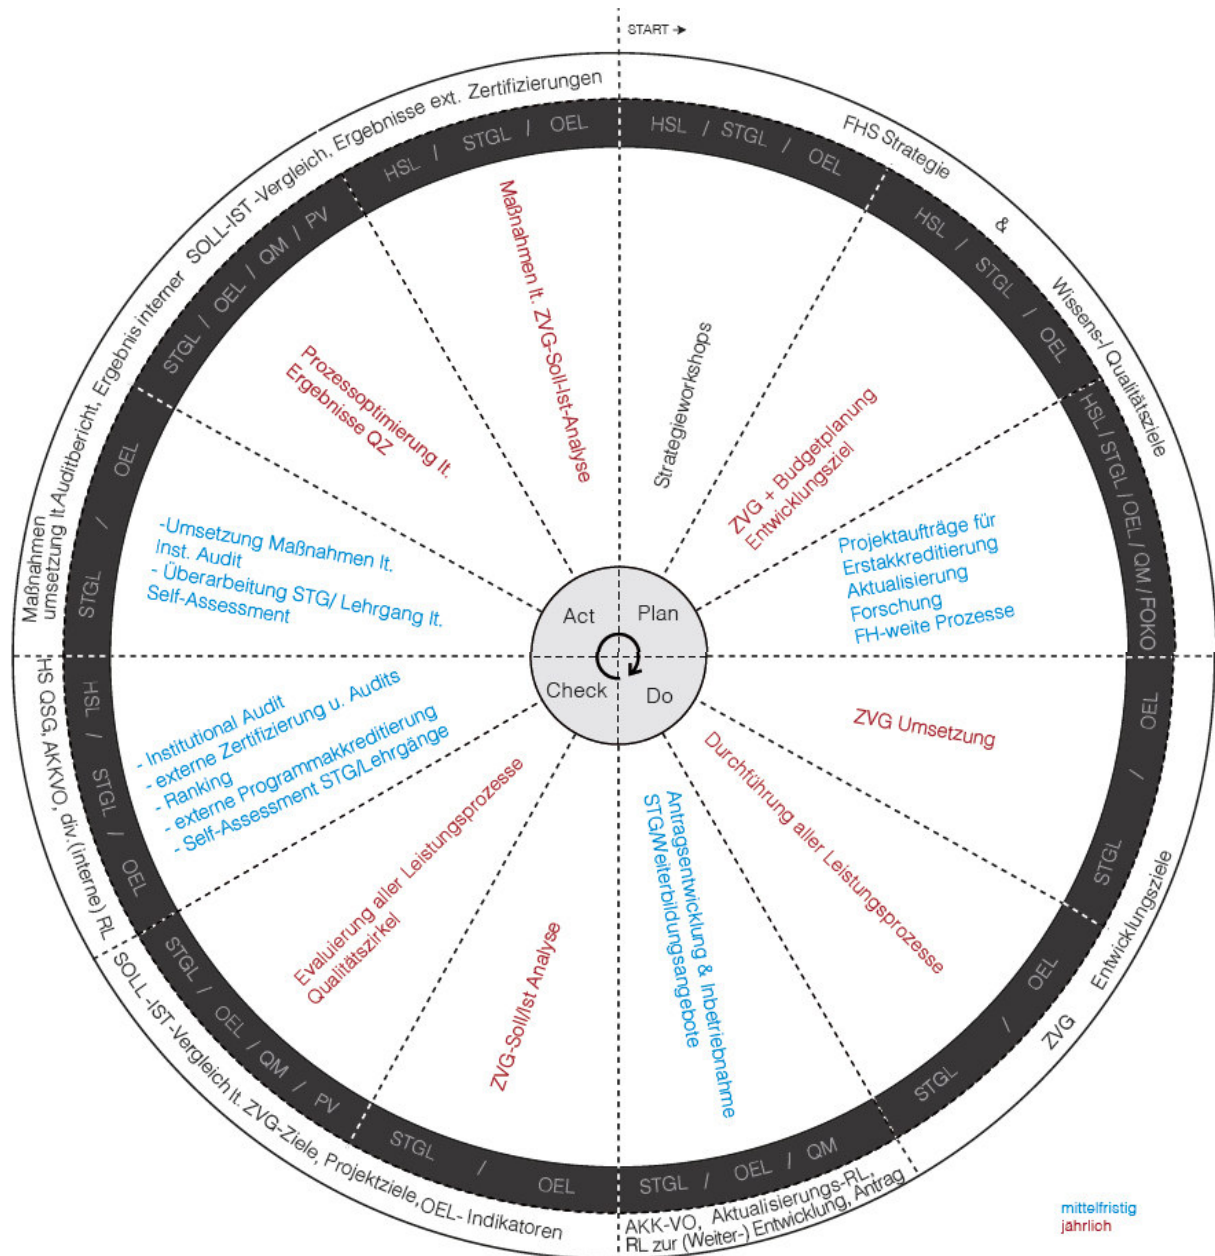 START →
FHS Strategie
&
Wissens-/ Qualitätsziele
HSL / STGL / OEL
HSL / STGL / OEL
HSL / STGL / OEL / QM / FOKO
Strategieworkshops
ZVG + Budgetplanung
Entwicklungsziel
Projektaufträge für
Erstakkreditierung
Aktualisierung
Forschung
FH-weite Prozesse
Plan
Do
Check
Act
ZVG Umsetzung
OEL / STGL
Entwicklungsziele
ZVG
Durchführung aller Leistungsprozesse
OEL / STGL
Antragsentwicklung & Inbetriebnahme
STG/Weiterbildungsangebote
STGL / OEL / QM
AKK-VO, Aktualisierungs-RL,
RL zur (Weiter-) Entwicklung, Antrag
ZVG-Soll/Ist Analyse
STGL / OEL
Evaluierung aller Leistungsprozesse
Qualitätszirkel
STGL / OEL / QM / PV
SOLL -IST-Vergleich lt. ZVG-Ziele, Projektziele, OEL- Indikatoren
- Institutional Audit
- externe Zertifizierung u. Audits
- Ranking
- externe Programmakkreditierung
- Self-Assessment STG/Lehrgänge
HSL / STGL / OEL
HS QSG, AKKVO, div.(interne) RL
-Umsetzung Maßnahmen lt.
Inst. Audit
- Überarbeitung STG/ Lehrgang lt.
Self-Assessment
STGL / OEL
Maßnahmen
umsetzung lt.Auditbericht, Ergebnis interner SOLL-IST-Vergleich, Ergebnisse ext. Zertifizierungen
Prozessoptimierung lt.
Ergebnisse QZ
STGL / OEL / QM / PV
Maßnahmen lt. ZVG-Soll-Ist-Analyse
HSL / STGL / OEL
mittelfristig
jährlich